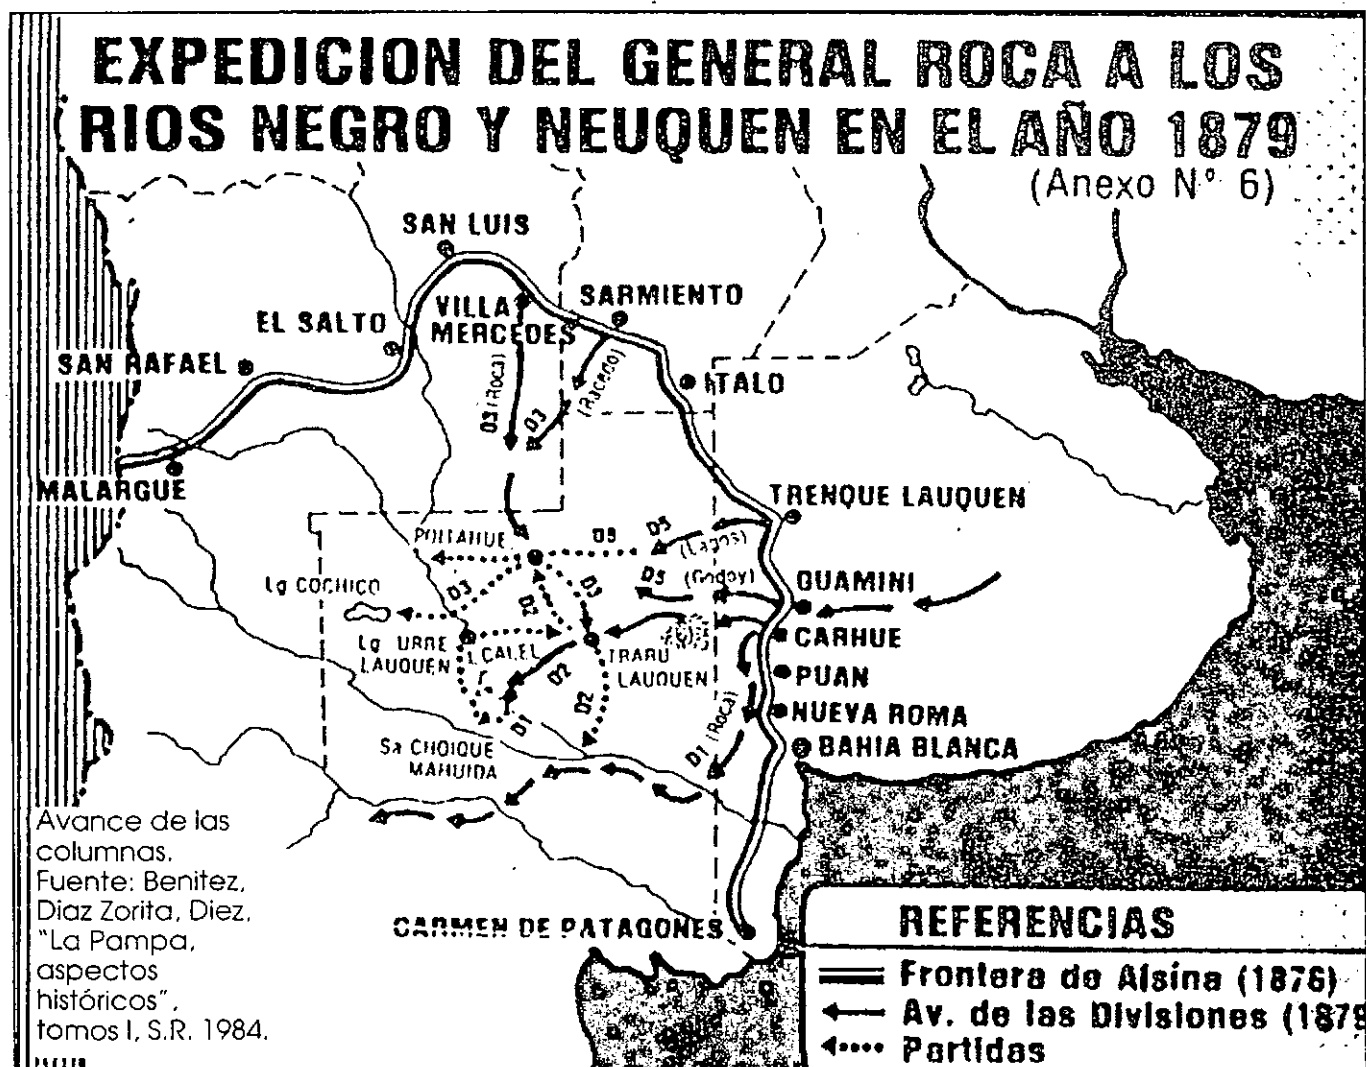 EXPEDICION DEL GENERAL ROCA A LOS
RIOS NEGRO Y NEUQUEN EN EL AÑO 1879
(Anexo N° 6)
SAN LUIS
VILLA
MERCEDES
SARMIENTO
EL SALTO
SAN RAFAEL
ITALO
MALARGUE
(Roca)
D3
(Racedo)
TRENQUE LAUQUEN
POITAHUE
D5
D5
(Lagos)
D5
(Godoy)
GUAMINI
Lg COCHICO
D3
D2
CARHUE
Lg URRE
LAUQUEN
L. CALEL
TRARU
LAUQUEN
PUAN
D2
D2
D1
D1 (Roca)
NUEVA ROMA
BAHIA BLANCA
Sa CHOIQUE
MAHUIDA
Avance de las
columnas.
Fuente: Benitez,
Diaz Zorita, Diez,
"La Pampa,
aspectos
históricos",
tomos I, S.R. 1984.
CARMEN DE PATAGONES
REFERENCIAS
Frontera de Alsina (1876)
Av. de las Divisiones (1879
Partidas